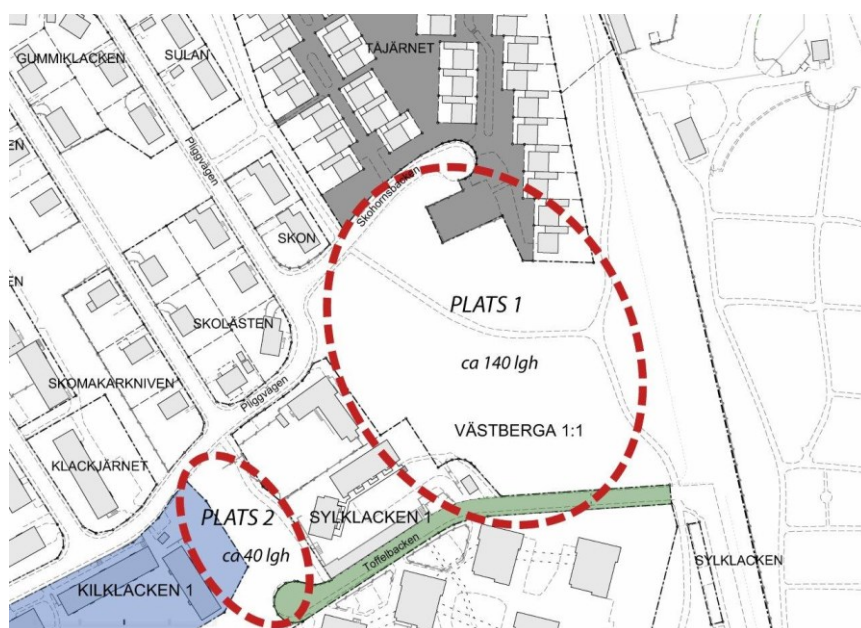 GUMMIKLACKEN
SULAN
TÅJÄRNET
Pliggvägen
Skohornsbacken
SKON
PLATS 1
SKOLÄSTEN
ca 140 lgh
SKOMAKARKNIVEN
Pliggvägen
VÄSTBERGA 1:1
KLACKJÄRNET
PLATS 2
SYLKLACKEN 1
ca 40 lgh
Toffelbacken
SYLKLACKEN
KILKLACKEN 1